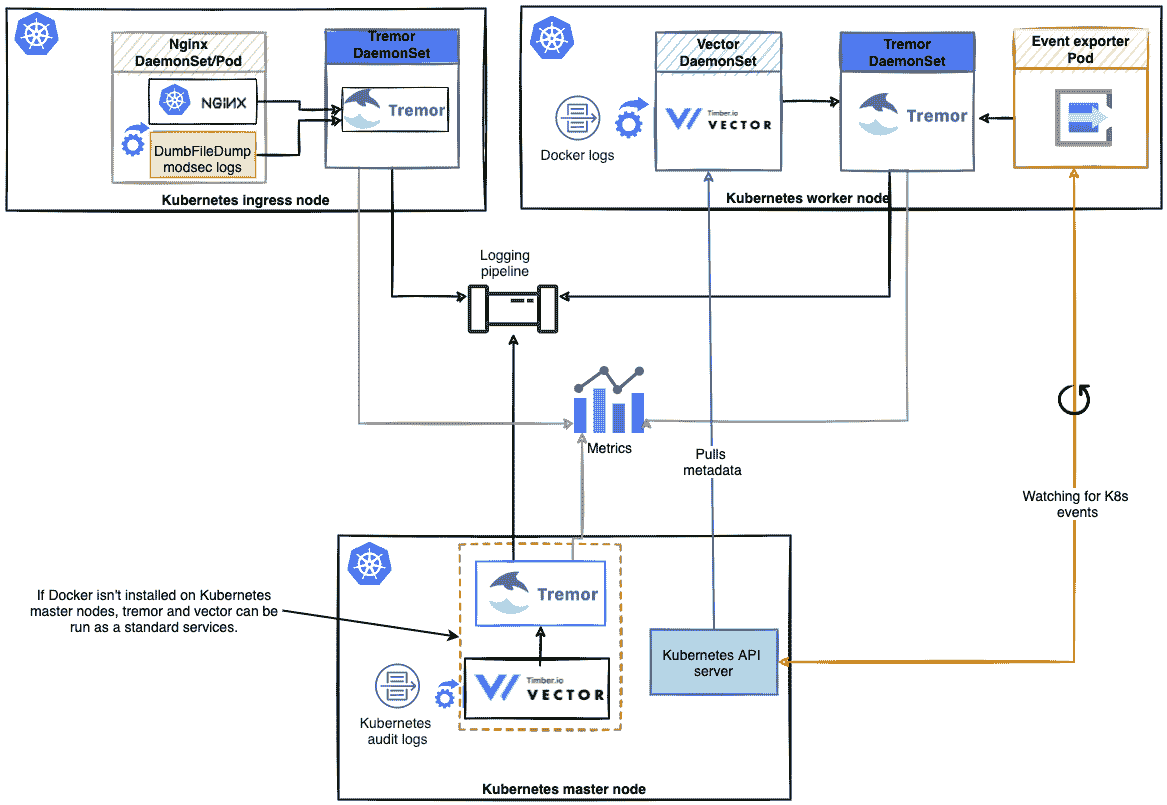 Nginx
DaemonSet/Pod
NGINX
DumbFileDump
modsec logs
Tremor
DaemonSet
Tremor
Kubernetes ingress node
Docker logs
Vector
DaemonSet
Timber.io
VECTOR
Tremor
DaemonSet
Tremor
Event exporter
Pod
Kubernetes worker node
Logging
pipeline
Metrics
Pulls
metadata
Watching for K8s
events
If Docker isn't installed on Kubernetes
master nodes, tremor and vector can be
run as a standard services.
Tremor
Timber.io
VECTOR
Kubernetes
audit logs
Kubernetes API
server
Kubernetes master node